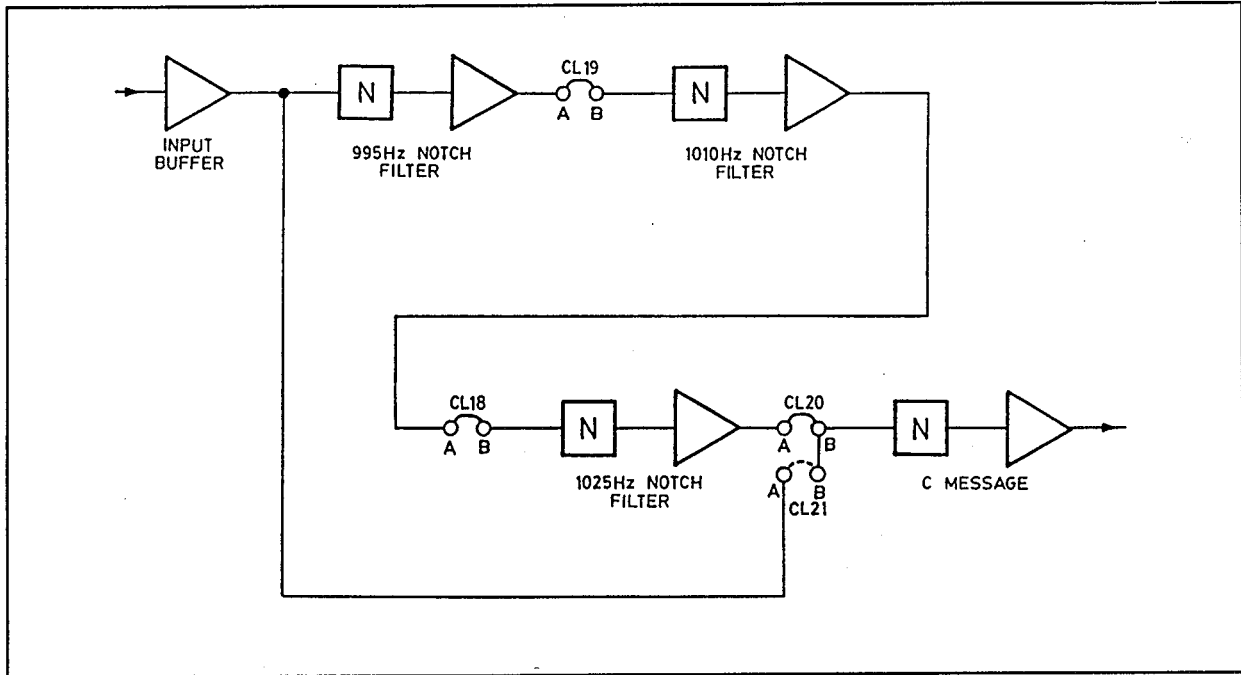 CL19
N
N
A B
INPUT
BUFFER
995Hz NOTCH
FILTER
1010Hz NOTCH
FILTER
CL18
CL20
N
N
A B
A
B
1025Hz NOTCH
FILTER
A
B
CL21
C MESSAGE